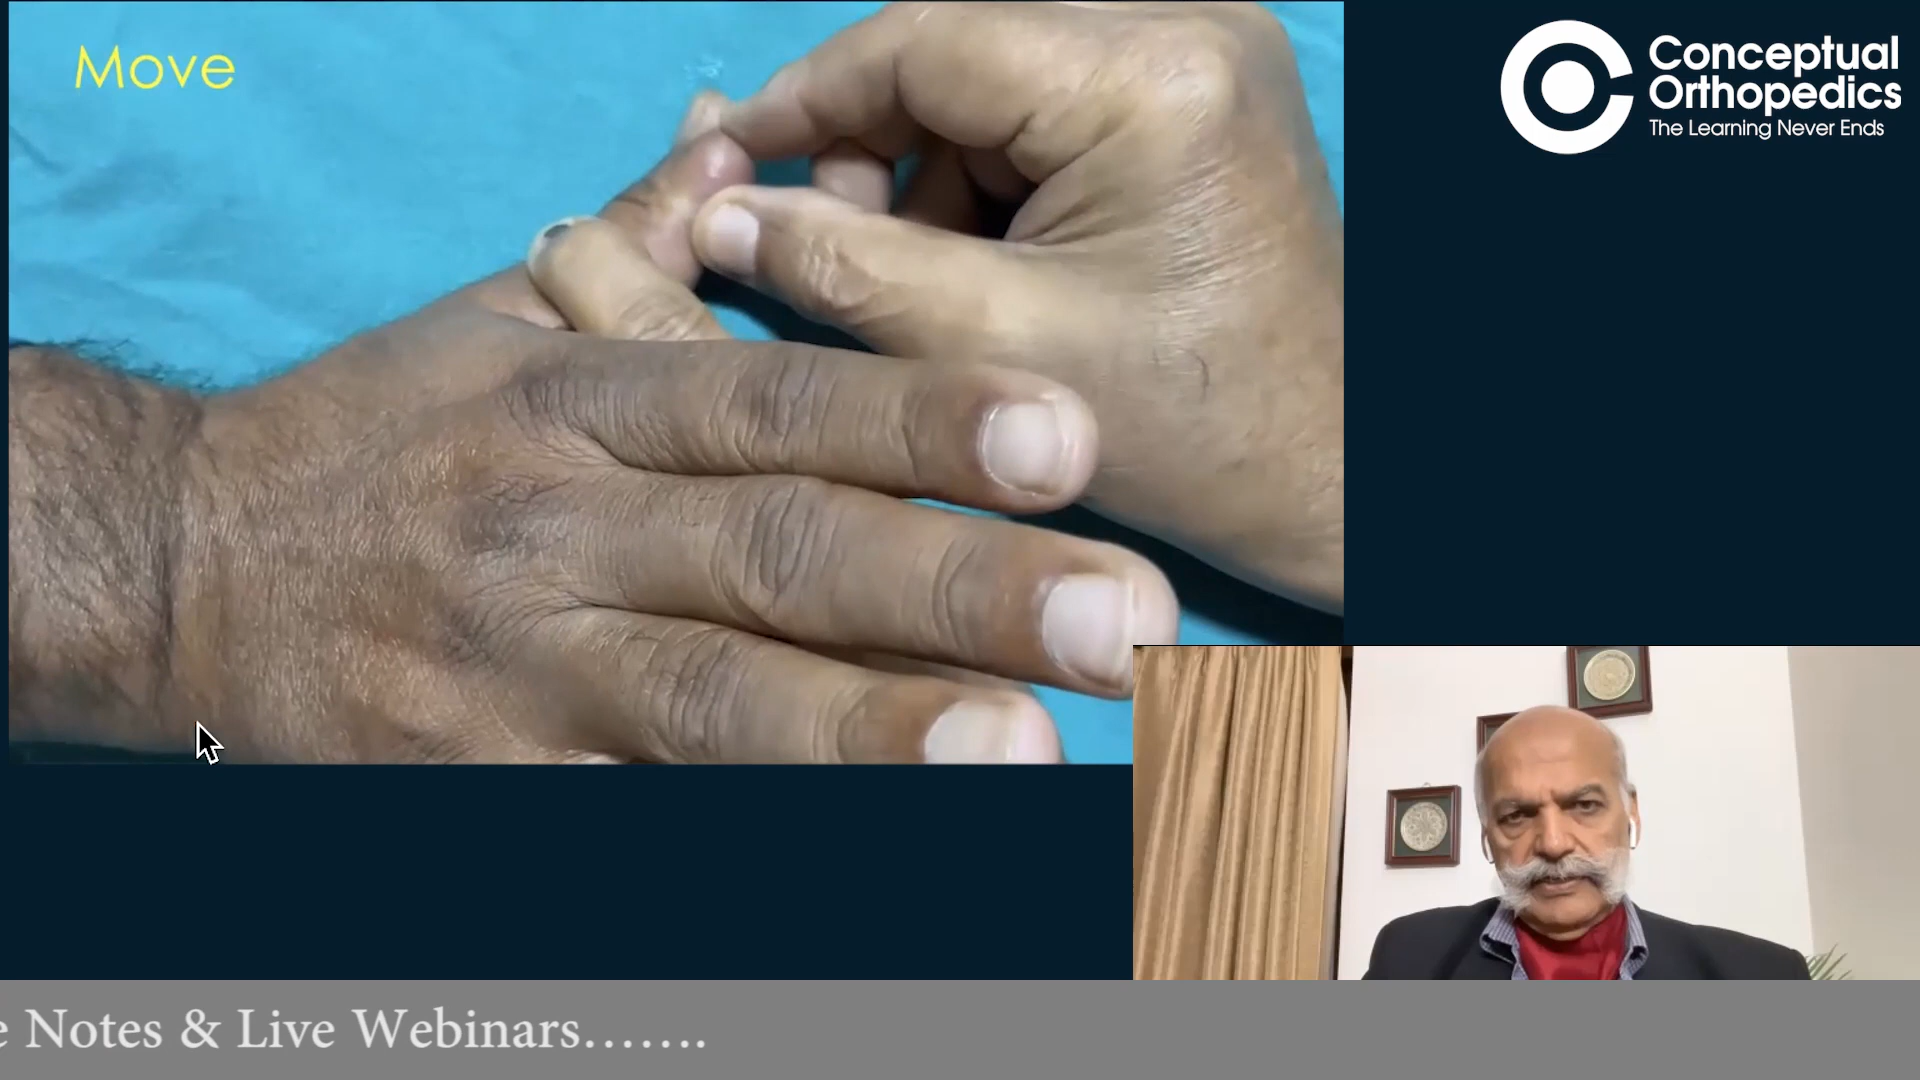 Move
Conceptual
Orthopedics
The Learning Never Ends
Notes & Live Webinars.......